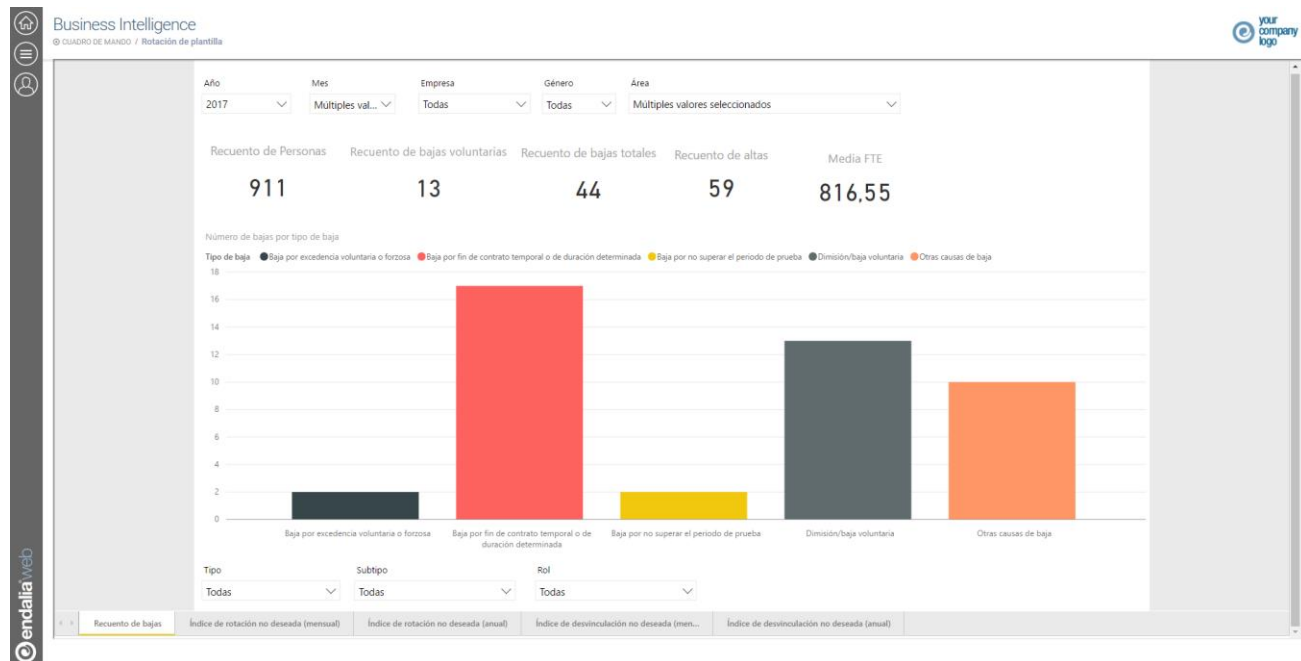 Business Intelligence
CUADRO DE MANDO / Rotación de plantilla
your
company
logo
Año
Mes
Empresa
Género
Área
2017
Múltiples val...
Todas
Todas
Múltiples valores seleccionados
Recuento de Personas
Recuento de bajas voluntarias
Recuento de bajas totales
Recuento de altas
Media FTE
911
13
44
59
816,55
Número de bajas por tipo de baja
Tipo de baja Baja por excedencia voluntaria o forzosa Baja por fin de contrato temporal o de duración determinada Baja por no superar el periodo de prueba Dimisión/baja voluntaria Otras causas de baja
18
16
14
12
10
8
6
4
2
0
Baja por excedencia voluntaria o forzosa
Baja por fin de contrato temporal o de
duración determinada
Baja por no superar el periodo de prueba
Dimisión/baja voluntaria
Otras causas de baja
Tipo
Subtipo
Rol
Todas
Todas
Todas
Recuento de bajas
Índice de rotación no deseada (mensual)
Índice de rotación no deseada (anual)
Índice de desvinculación no deseada (men...
Índice de desvinculación no deseada (anual)
endalia web